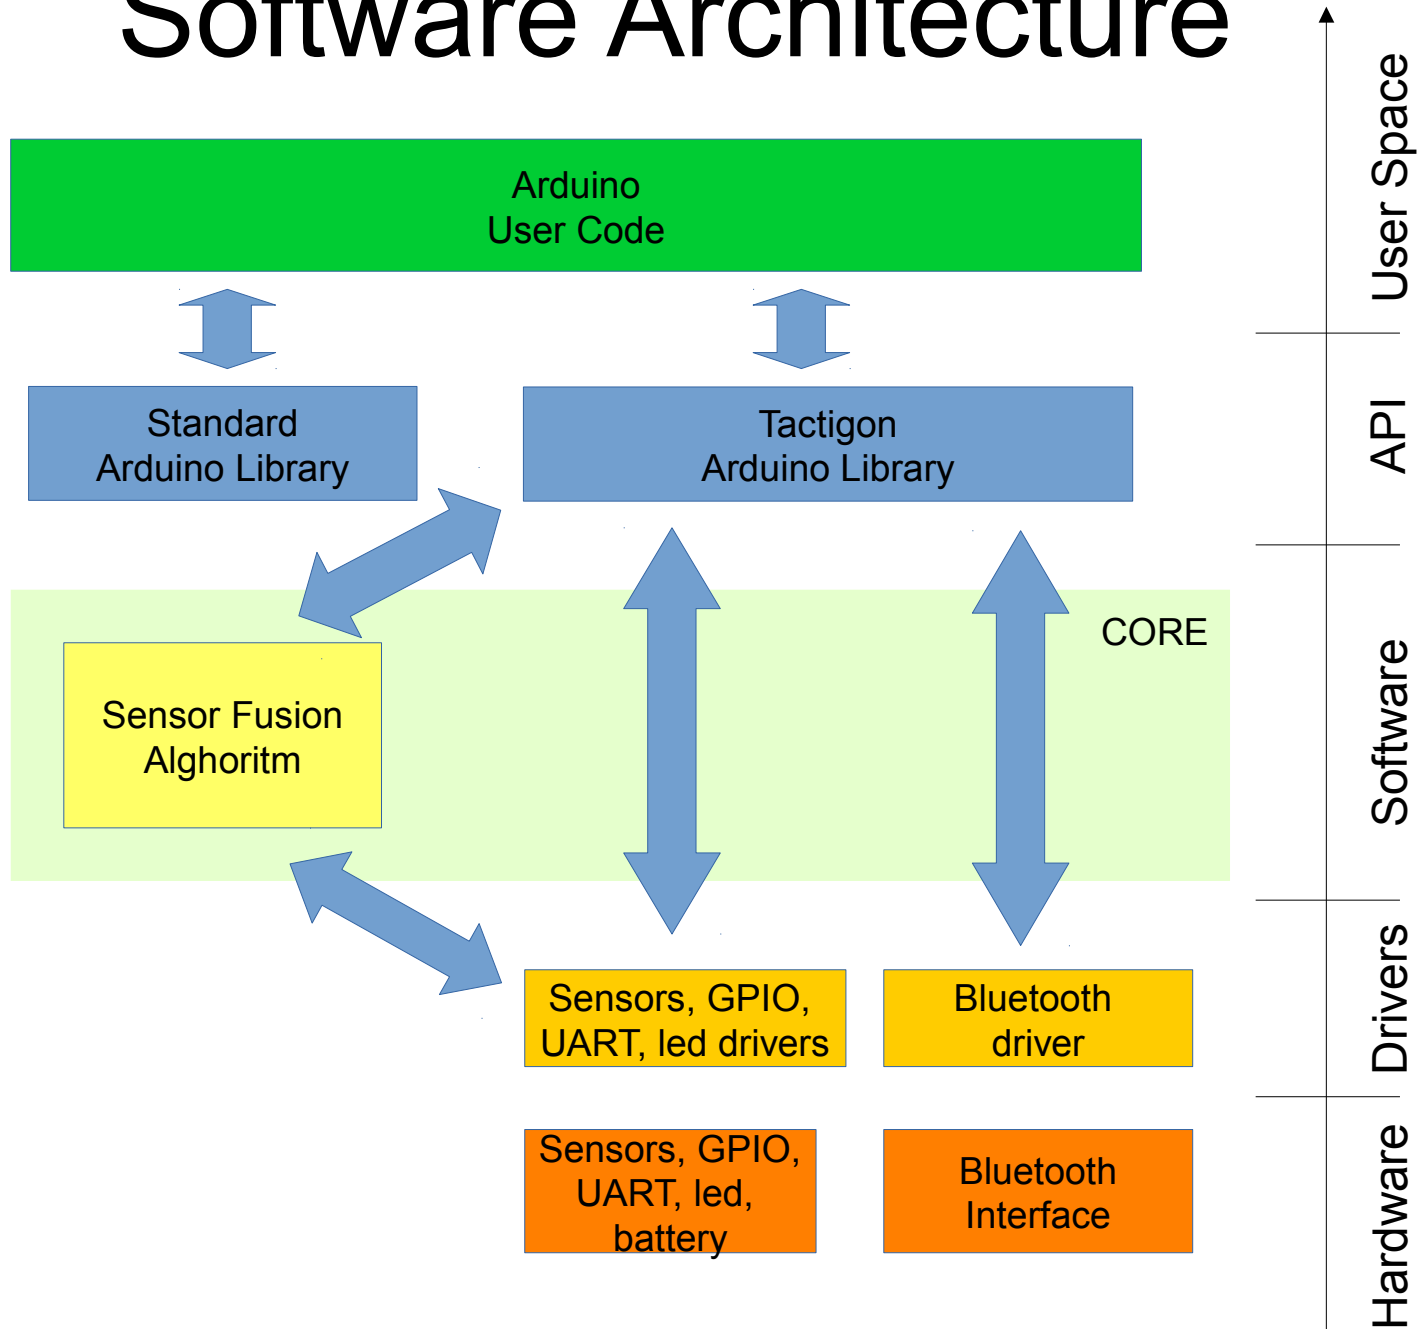 Software Architecture
User Space
Arduino
User Code
API
Standard
Arduino Library
Tactigon
Arduino Library
Software
CORE
Sensor Fusion
Alghoritm
Drivers
Sensors, GPIO,
UART, led drivers
Bluetooth
driver
Hardware
Sensors, GPIO,
UART, led,
battery
Bluetooth
Interface